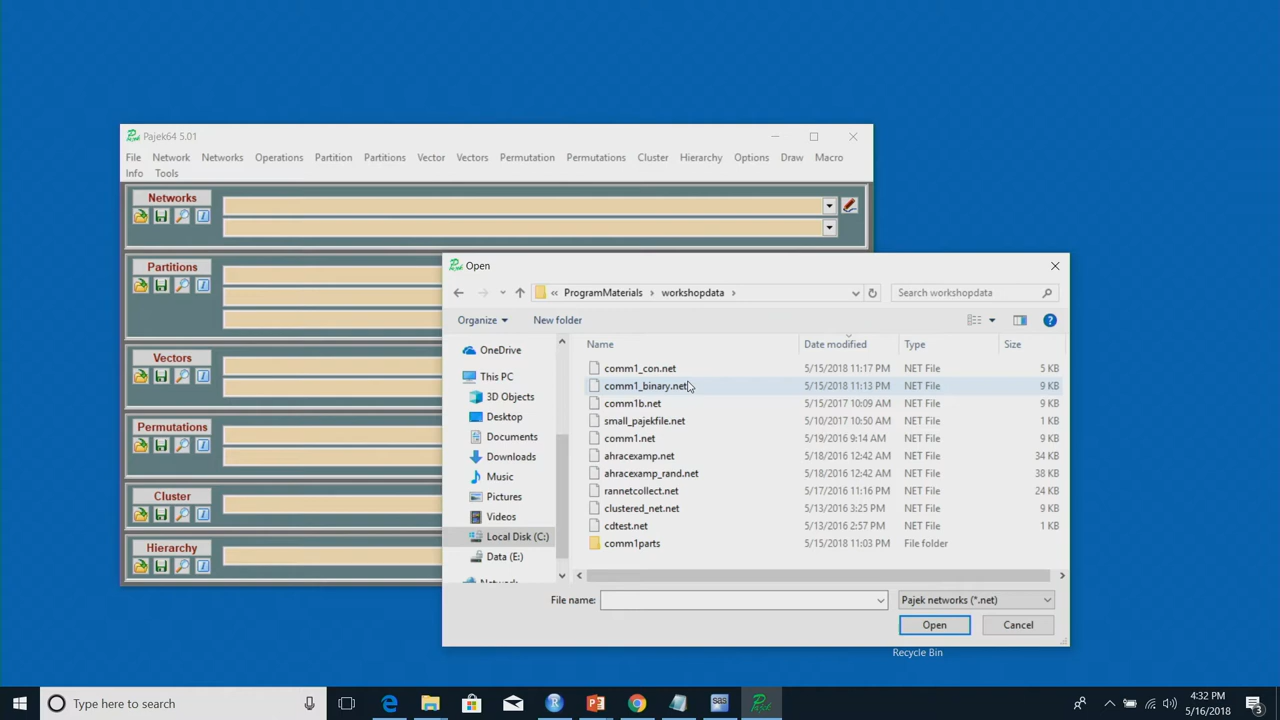 Pajek64 5.01
File Network Networks Operations Partition Partitions Vector Vectors Permutation Permutations Cluster Hierarchy Options Draw Macro
Info Tools
Networks
Partitions
Vectors
Permutations
Cluster
Hierarchy
Open
« ProgramMaterials > workshopdata >
Search workshopdata
Organize New folder
OneDrive
This PC
3D Objects
Desktop
Documents
Downloads
Music
Pictures
Videos
Local Disk (C:)
Data (E:)
Network
Name Date modified Type Size
comm1_con.net 5/15/2018 11:17 PM NET File 5 KB
comm1_binary.net 5/15/2018 11:13 PM NET File 9 KB
comm1b.net 5/15/2017 10:09 AM NET File 9 KB
small_pajekfile.net 5/10/2017 10:50 AM NET File 1 KB
comm1.net 5/19/2016 9:14 AM NET File 9 KB
ahracexamp.net 5/18/2016 12:42 AM NET File 34 KB
ahracexamp_rand.net 5/18/2016 12:42 AM NET File 38 KB
rannetcollect.net 5/17/2016 11:16 PM NET File 24 KB
clustered_net.net 5/13/2016 3:25 PM NET File 9 KB
cdtest.net 5/13/2016 2:57 PM NET File 1 KB
comm1parts 5/15/2018 11:03 PM File folder
File name:
Pajek networks (*.net)
Open Cancel
Recycle Bin
Type here to search
4:32 PM
5/16/2018
3